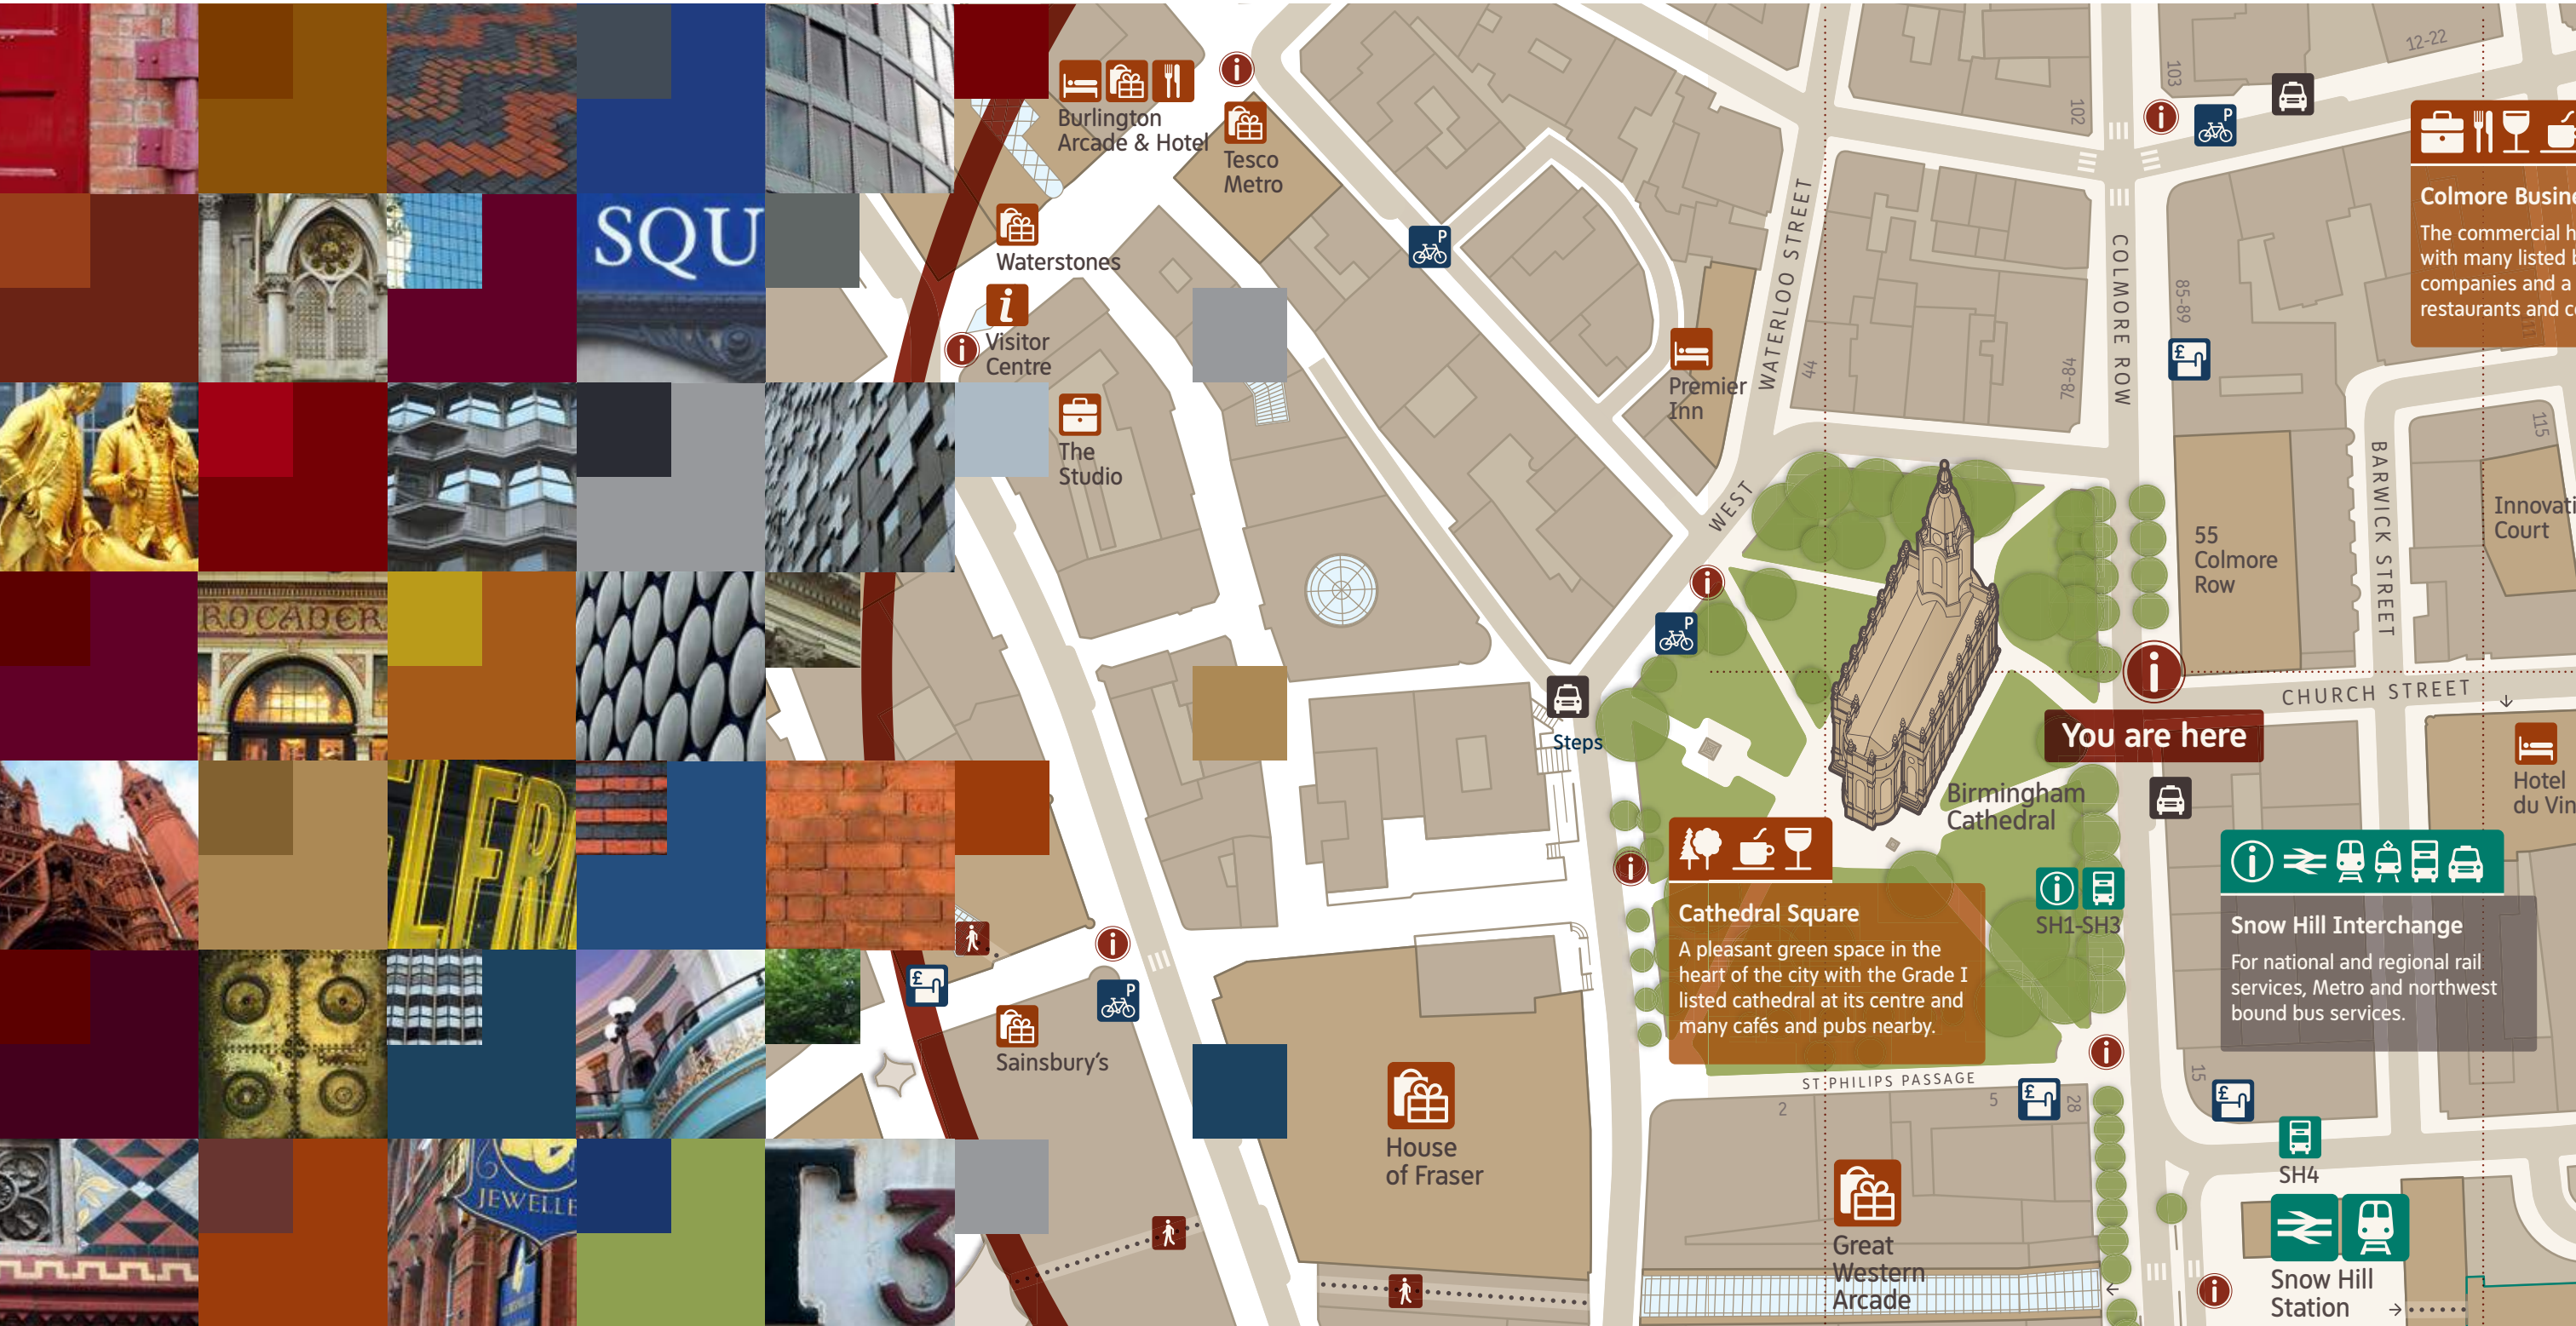 SQU
ROCADER
ELFRI
JEWELLE
T 3
Burlington
Arcade & Hotel
Tesco
Metro
Waterstones
Visitor
Centre
The
Studio
Premier
Inn
WATERLOO STREET
44
WEST
102
103
12-22
COLMORE ROW
85-89
78-84
Colmore Busine
The commercial h
with many listed b
companies and a
restaurants and co
111
115
BARWICK STREET
Innovati
Court
55
Colmore
Row
CHURCH STREET
You are here
Steps
Birmingham
Cathedral
Hotel
du Vin
Cathedral Square
A pleasant green space in the
heart of the city with the Grade I
listed cathedral at its centre and
many cafés and pubs nearby.
SH1-SH3
Snow Hill Interchange
For national and regional rail
services, Metro and northwest
bound bus services.
Sainsbury's
ST PHILIPS PASSAGE
2
5
28
15
House
of Fraser
SH4
Great
Western
Arcade
Snow Hill
Station
P
P
P
P
£
£
£
£